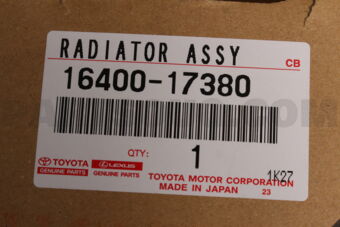 RADIATOR ASSY
CB
16400-17380
QTY: 1
TOYOTA LEXUS
GENUINE PARTS GENUINE PARTS
TOYOTA MOTOR CORPORATION
MADE IN JAPAN 23
1K27